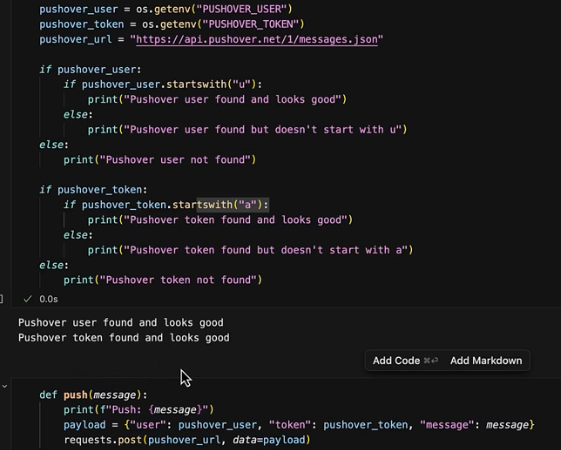 pushover_user = os.getenv("PUSHOVER_USER")
pushover_token = os.getenv("PUSHOVER_TOKEN")
pushover_url = "https://api.pushover.net/1/messages.json"
if pushover_user:
if pushover_user.startswith("u"):
print("Pushover user found and looks good")
else:
print("Pushover user found but doesn't start with u")
else:
print("Pushover user not found")
if pushover_token:
if pushover_token.startswith("a"):
print("Pushover token found and looks good")
else:
print("Pushover token found but doesn't start with a")
else:
print("Pushover token not found")
] ✓ 0.0s
Pushover user found and looks good
Pushover token found and looks good
Add Code ⌘⏎ Add Markdown
def push(message):
print(f"Push: {message}")
payload = {"user": pushover_user, "token": pushover_token, "message": message}
requests.post(pushover_url, data=payload)